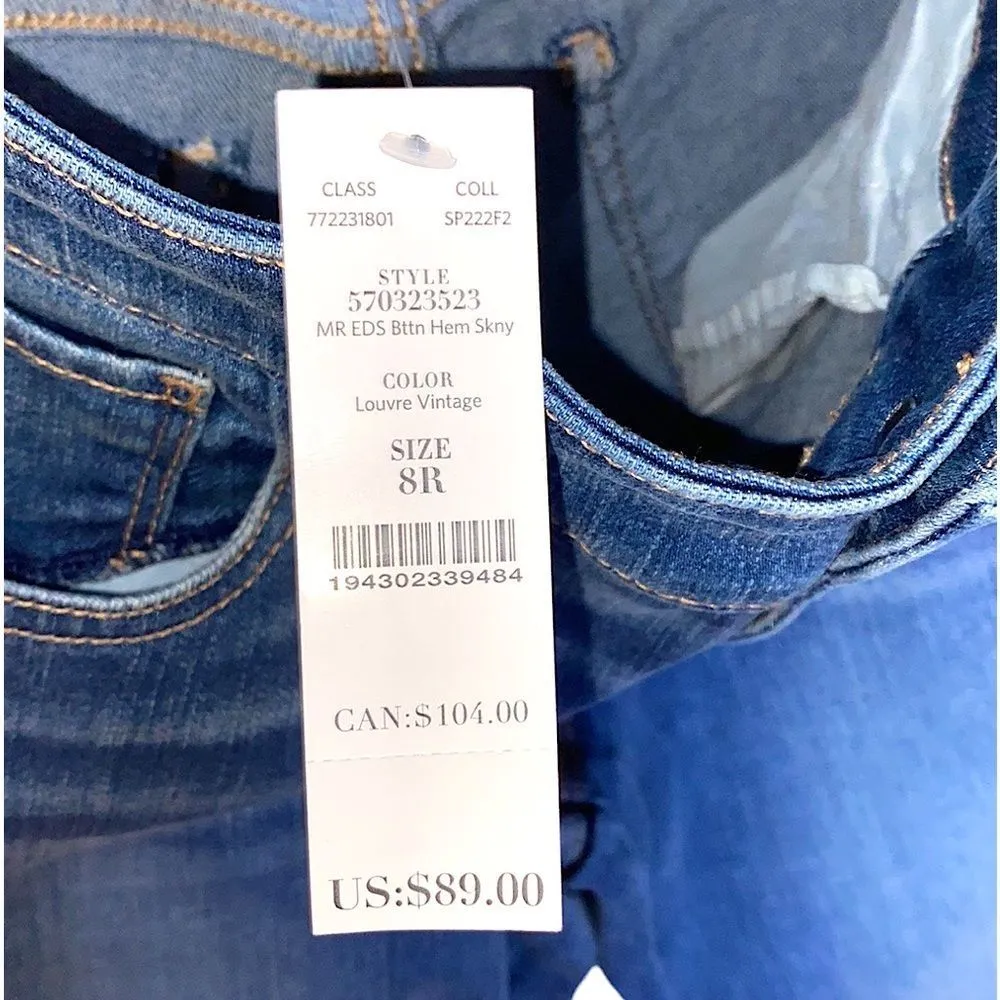 CLASS COLL
772231801 SP222F2
STYLE
570323523
MR EDS Bttn Hem Skny
COLOR
Louvre Vintage
SIZE
8R
194302339484
CAN:$104.00
US:$89.00